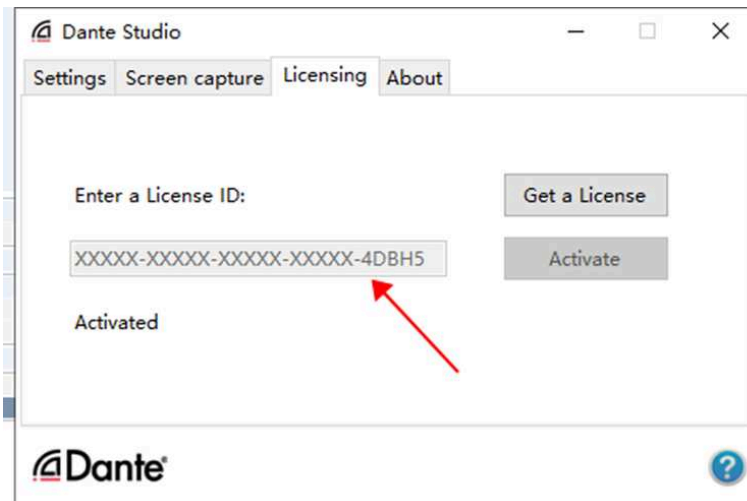 Dante Studio
Settings Screen capture Licensing About
Enter a License ID:
Get a License
XXXXX-XXXXX-XXXXX-XXXXX-4DBH5
Activate
Activated
Dante®
?